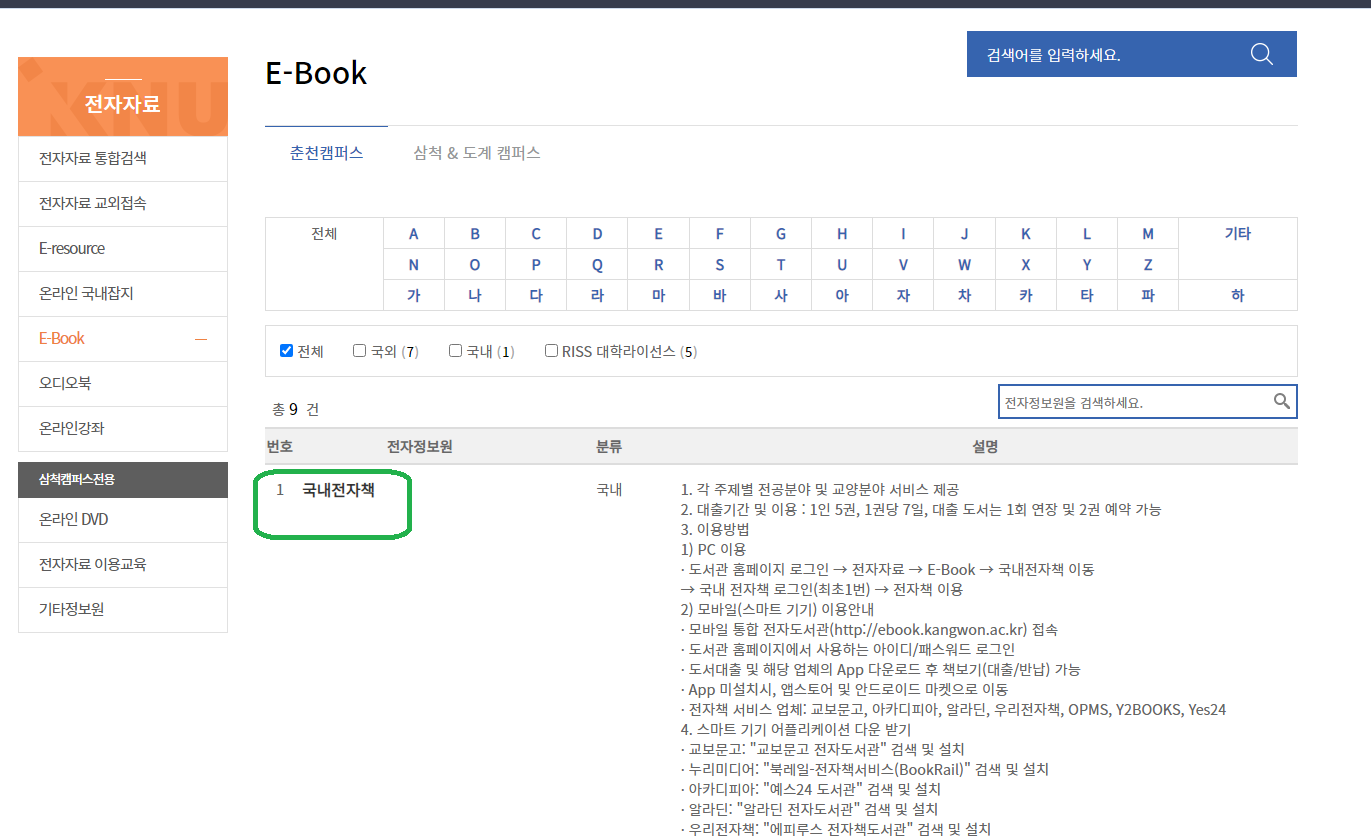 E-Book
검색어를 입력하세요.
KNU
전자자료
전자자료 통합검색
전자자료 교외접속
E-resource
온라인 국내잡지
E-Book
오디오북
온라인강좌
삼척캠퍼스전용
온라인 DVD
전자자료 이용교육
기타정보원
춘천캠퍼스 삼척 & 도계 캠퍼스
전체 A B C D E F G H I J K L M 기타
N O P Q R S T U V W X Y Z
가 나 다 라 마 바 사 아 자 차 카 타 파 하
전체 국외 (7) 국내 (1) RISS 대학라이선스 (5)
총 9 건
전자정보원을 검색하세요.
번호 전자정보원 분류 설명
1 국내전자책 국내 1. 각 주제별 전공분야 및 교양분야 서비스 제공
2. 대출기간 및 이용 : 1인 5권, 1권당 7일, 대출 도서는 1회 연장 및 2권 예약 가능
3. 이용방법
1) PC 이용
· 도서관 홈페이지 로그인 → 전자자료 → E-Book → 국내전자책 이동
→ 국내 전자책 로그인(최초1번) → 전자책 이용
2) 모바일(스마트 기기) 이용안내
· 모바일 통합 전자도서관(http://ebook.kangwon.ac.kr) 접속
· 도서관 홈페이지에서 사용하는 아이디/패스워드 로그인
· 도서대출 및 해당 업체의 App 다운로드 후 책보기(대출/반납) 가능
· App 미설치시, 앱스토어 및 안드로이드 마켓으로 이동
· 전자책 서비스 업체: 교보문고, 아카디피아, 알라딘, 우리전자책, OPMS, Y2BOOKS, Yes24
4. 스마트 기기 어플리케이션 다운 받기
· 교보문고: "교보문고 전자도서관" 검색 및 설치
· 누리미디어: "북레일-전자책서비스(BookRail)" 검색 및 설치
· 아카디피아: "예스24 도서관" 검색 및 설치
· 알라딘: "알라딘 전자도서관" 검색 및 설치
· 우리전자책: "에피루스 전자책도서관" 검색 및 설치